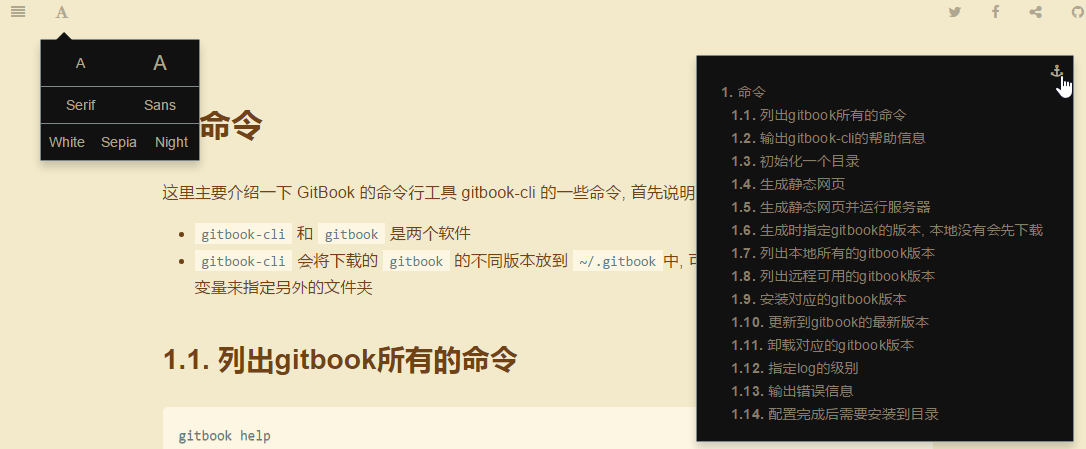 A
A A
Serif Sans
White Sepia Night
命令
这里主要介绍一下 GitBook 的命令行工具 gitbook-cli 的一些命令, 首先说明
• gitbook-cli 和 gitbook 是两个软件
• gitbook-cli 会将下载的 gitbook 的不同版本放到 ~/.gitbook中, 可
变量来指定另外的文件夹
1.1. 列出gitbook所有的命令
gitbook help
1. 命令
1.1. 列出gitbook所有的命令
1.2. 输出gitbook-cli的帮助信息
1.3. 初始化一个目录
1.4. 生成静态网页
1.5. 生成静态网页并运行服务器
1.6. 生成时指定gitbook的版本, 本地没有会先下载
1.7. 列出本地所有的gitbook版本
1.8. 列出远程可用的gitbook版本
1.9. 安装对应的gitbook版本
1.10. 更新到gitbook的最新版本
1.11. 卸载对应的gitbook版本
1.12. 指定log的级别
1.13. 输出错误信息
1.14. 配置完成后需要安装到目录